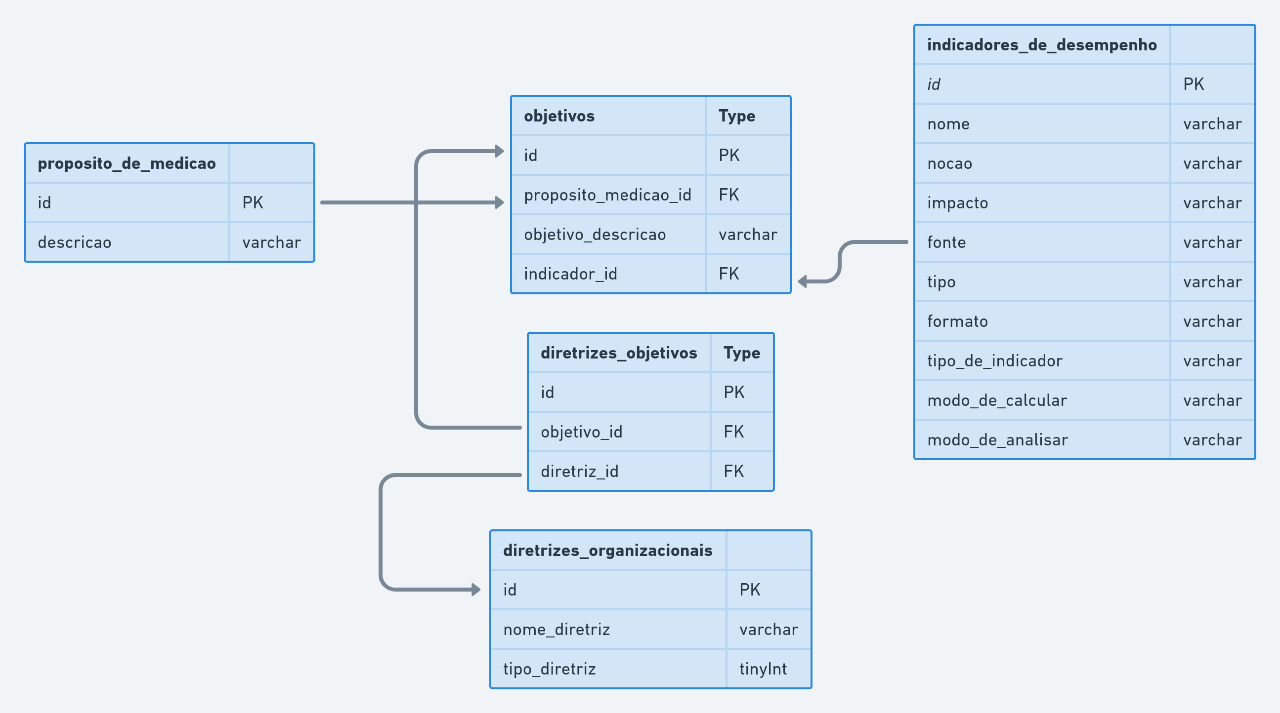 proposito_de_medicao
id PK
descricao varchar
objetivos Type
id PK
proposito_medicao_id FK
objetivo_descricao varchar
indicador_id FK
diretrizes_objetivos Type
id PK
objetivo_id FK
diretriz_id FK
diretrizes_organizacionais
id PK
nome_diretriz varchar
tipo_diretriz tinyInt
indicadores_de_desempenho
id PK
nome varchar
nocao varchar
impacto varchar
fonte varchar
tipo varchar
formato varchar
tipo_de_indicador varchar
modo_de_calcular varchar
modo_de_analisar varchar